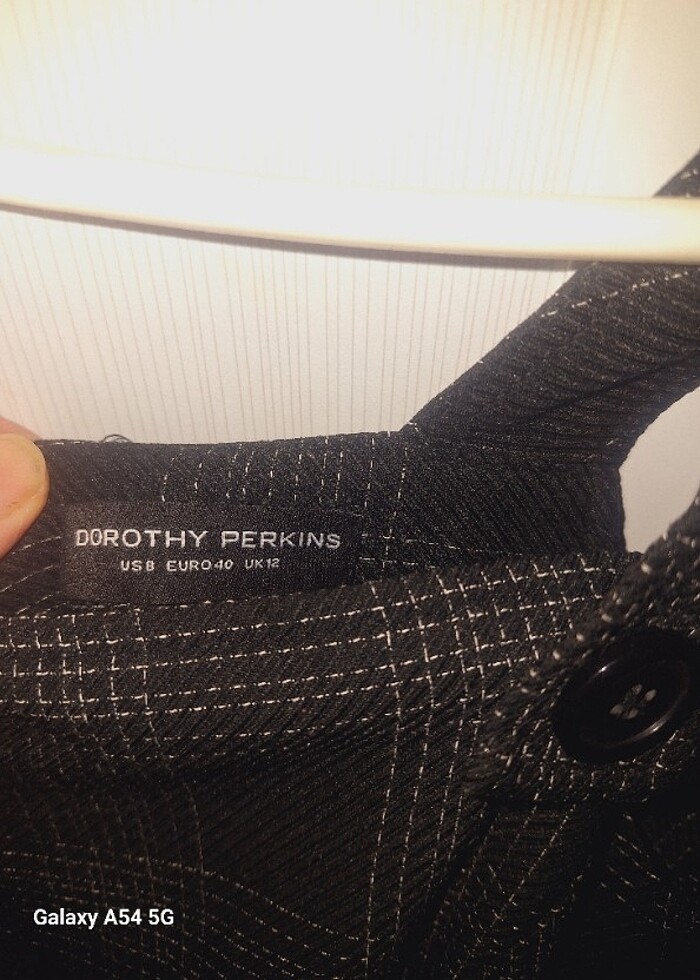 DOROTHY PERKINS
US8 EURO40 UK12
Galaxy A54 5G